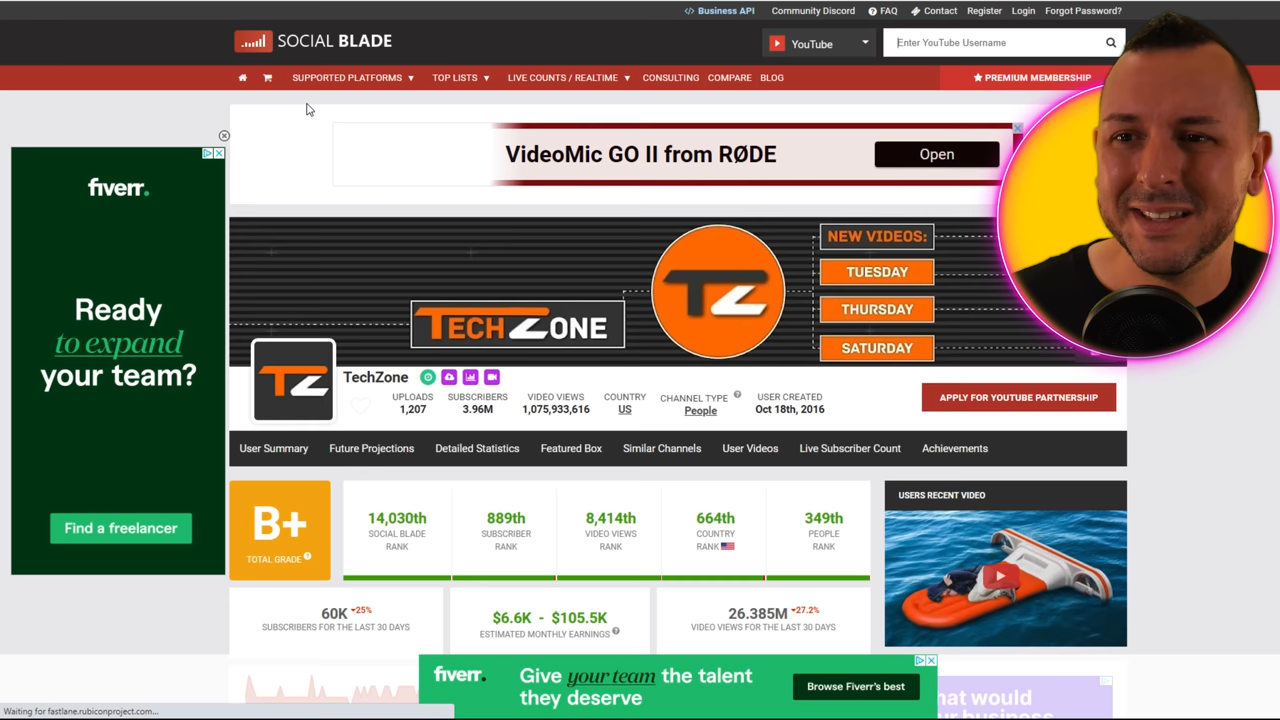 </> Business API
Community Discord
FAQ
Contact
Register
Login
Forgot Password?
SOCIAL BLADE
YouTube
Enter YouTube Username
SUPPORTED PLATFORMS
TOP LISTS
LIVE COUNTS / REALTIME
CONSULTING
COMPARE
BLOG
PREMIUM MEMBERSHIP
VideoMic GO II from RØDE
Open
fiverr.
Ready
to expand
your team?
Find a freelancer
TECHZONE
TZ
NEW VIDEOS:
TUESDAY
THURSDAY
SATURDAY
TZ
TechZone
UPLOADS
1,207
SUBSCRIBERS
3.96M
VIDEO VIEWS
1,075,933,616
COUNTRY
US
CHANNEL TYPE
People
USER CREATED
Oct 18th, 2016
APPLY FOR YOUTUBE PARTNERSHIP
User Summary
Future Projections
Detailed Statistics
Featured Box
Similar Channels
User Videos
Live Subscriber Count
Achievements
B+
TOTAL GRADE
14,030th
SOCIAL BLADE
RANK
889th
SUBSCRIBER
RANK
8,414th
VIDEO VIEWS
RANK
664th
COUNTRY
RANK
349th
PEOPLE
RANK
USERS RECENT VIDEO
60K -25%
SUBSCRIBERS FOR THE LAST 30 DAYS
$6.6K - $105.5K
ESTIMATED MONTHLY EARNINGS
26.385M -27.2%
VIDEO VIEWS FOR THE LAST 30 DAYS
fiverr.
Give your team the talent
they deserve
Browse Fiverr's best
hat would
Waiting for fastlane.rubiconproject.com...